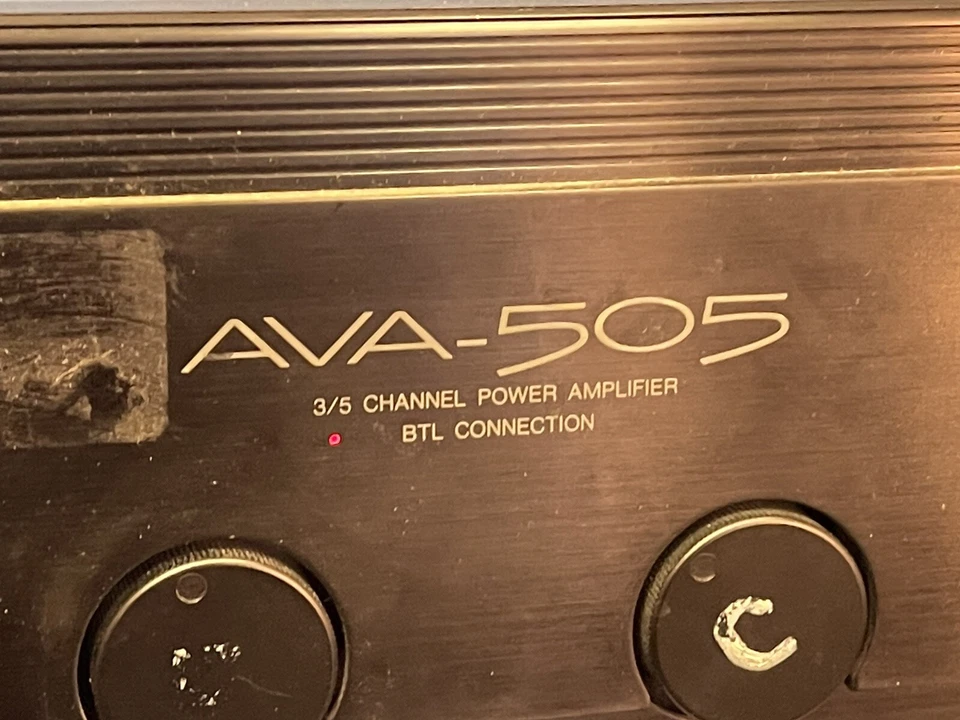 AVA-505
3/5 CHANNEL POWER AMPLIFIER
BTL CONNECTION
C